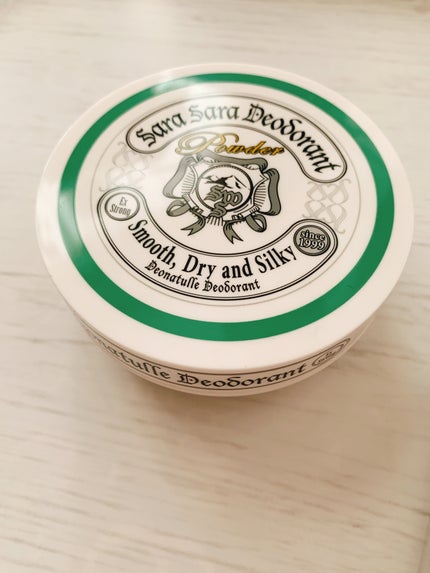 Sara Sara Deodorant
Powder
Ex
Strong
since
1999
Smooth, Dry and Silky
Deonatulle Deodorant
Deonatulle Deodorant